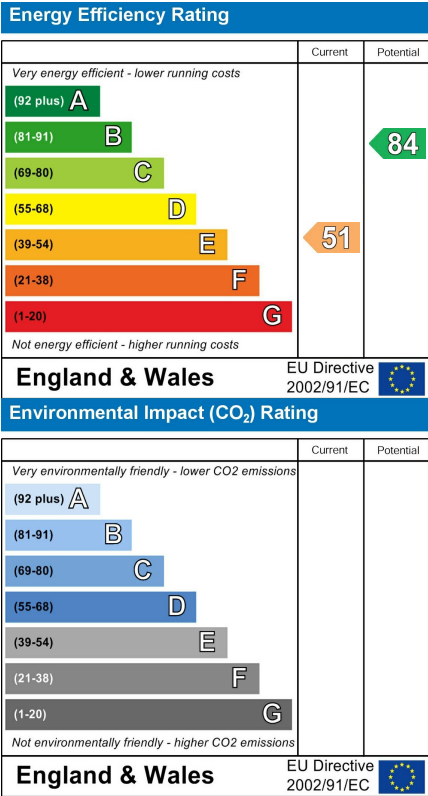 Energy Efficiency Rating
Current Potential
Very energy efficient - lower running costs
(92 plus) A
(81-91) B
84
(69-80) C
(55-68) D
(39-54) E
51
(21-38) F
(1-20) G
Not energy efficient - higher running costs
England & Wales
EU Directive
2002/91/EC
Environmental Impact (CO₂) Rating
Current Potential
Very environmentally friendly - lower CO2 emissions
(92 plus) A
(81-91) B
(69-80) C
(55-68) D
(39-54) E
(21-38) F
(1-20) G
Not environmentally friendly - higher CO2 emissions
England & Wales
EU Directive
2002/91/EC